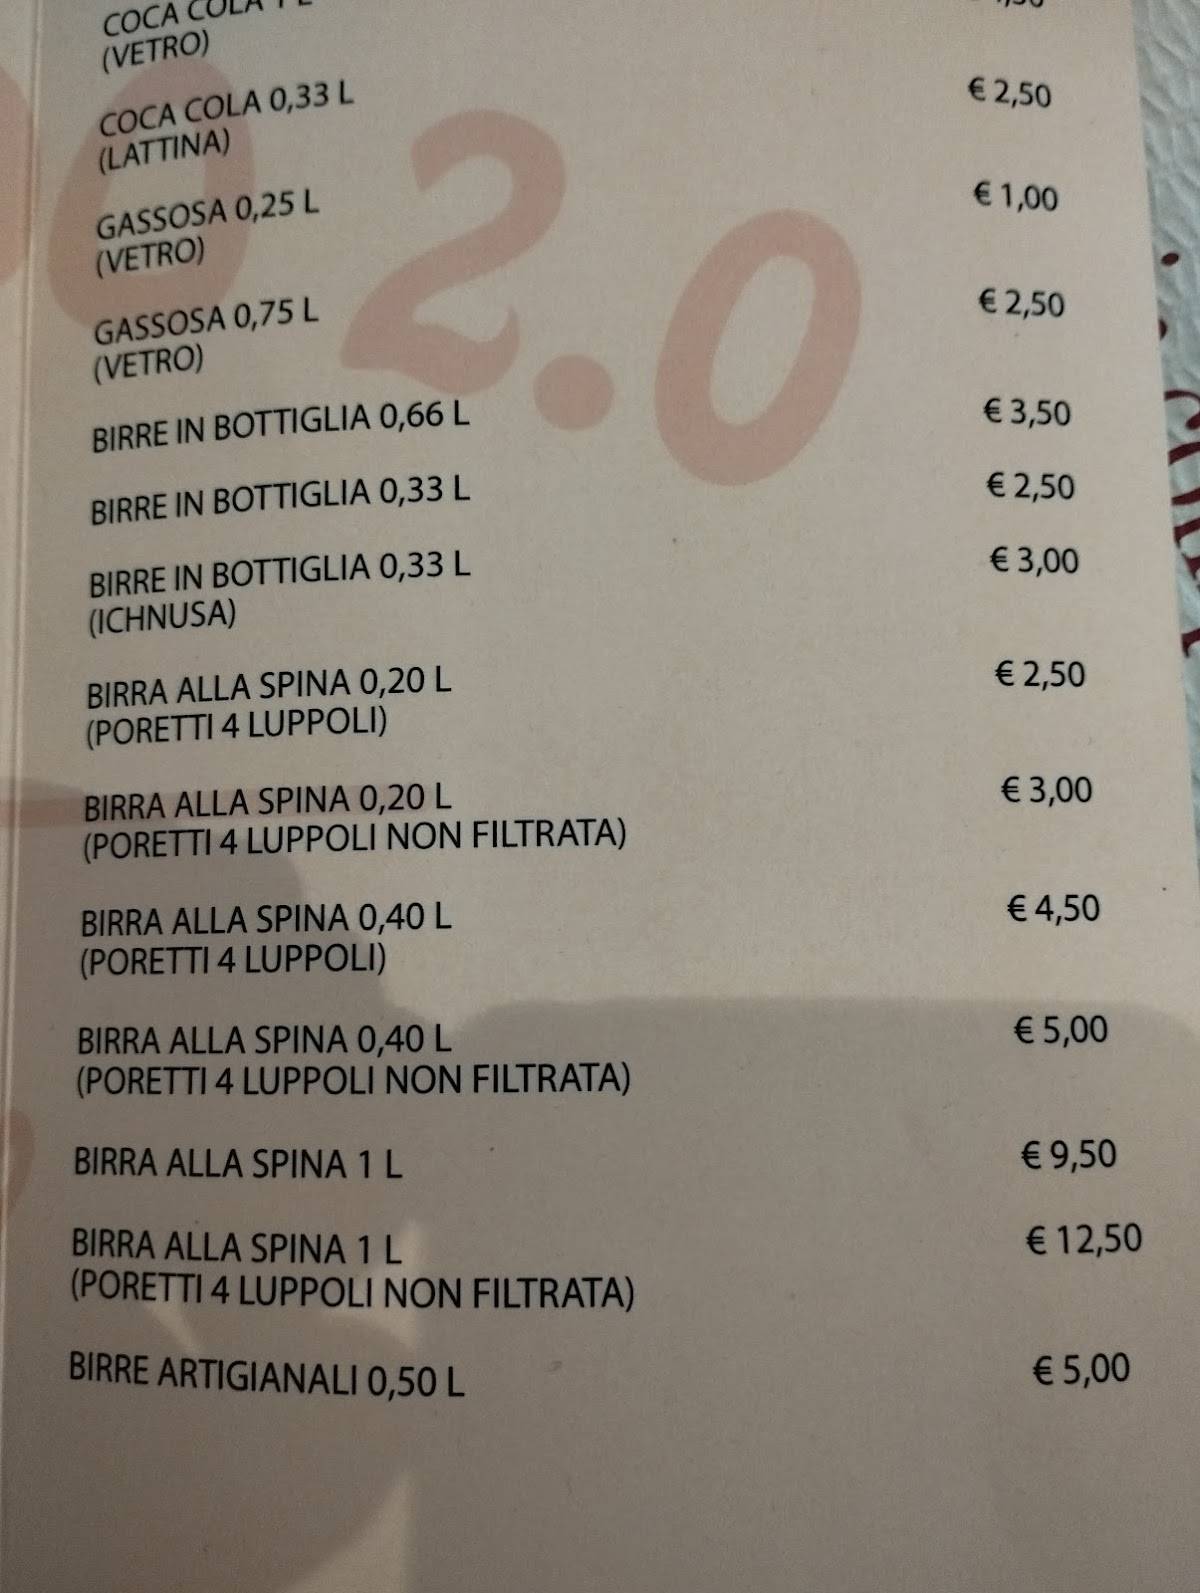 COCA COLA 1 L
(VETRO)
COCA COLA 0,33 L € 2,50
(LATTINA)
GASSOSA 0,25 L € 1,00
(VETRO)
GASSOSA 0,75 L € 2,50
(VETRO)
2.0
BIRRE IN BOTTIGLIA 0,66 L € 3,50
BIRRE IN BOTTIGLIA 0,33 L € 2,50
BIRRE IN BOTTIGLIA 0,33 L € 3,00
(ICHNUSA)
BIRRA ALLA SPINA 0,20 L € 2,50
(PORETTI 4 LUPPOLI)
BIRRA ALLA SPINA 0,20 L € 3,00
(PORETTI 4 LUPPOLI NON FILTRATA)
BIRRA ALLA SPINA 0,40 L € 4,50
(PORETTI 4 LUPPOLI)
BIRRA ALLA SPINA 0,40 L € 5,00
(PORETTI 4 LUPPOLI NON FILTRATA)
BIRRA ALLA SPINA 1 L € 9,50
BIRRA ALLA SPINA 1 L € 12,50
(PORETTI 4 LUPPOLI NON FILTRATA)
BIRRE ARTIGIANALI 0,50 L € 5,00